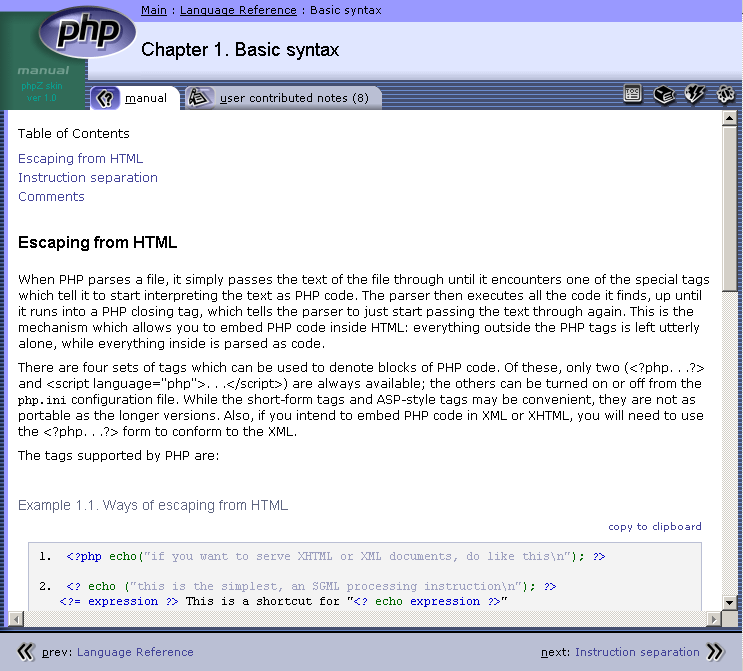 Main : Language Reference : Basic syntax
php
Chapter 1. Basic syntax
manual
phpZ skin
ver 1.0
manual
user contributed notes (8)
Table of Contents
Escaping from HTML
Instruction separation
Comments
Escaping from HTML
When PHP parses a file, it simply passes the text of the file through until it encounters one of the special tags
which tell it to start interpreting the text as PHP code. The parser then executes all the code it finds, up until
it runs into a PHP closing tag, which tells the parser to just start passing the text through again. This is the
mechanism which allows you to embed PHP code inside HTML: everything outside the PHP tags is left utterly
alone, while everything inside is parsed as code.
There are four sets of tags which can be used to denote blocks of PHP code. Of these, only two (<?php. . .?>
and <script language="php">. . .</script>) are always available; the others can be turned on or off from the
php.ini configuration file. While the short-form tags and ASP-style tags may be convenient, they are not as
portable as the longer versions. Also, if you intend to embed PHP code in XML or XHTML, you will need to use
the <?php. . .?> form to conform to the XML.
The tags supported by PHP are:
Example 1.1. Ways of escaping from HTML
copy to clipboard
1. <?php echo("if you want to serve XHTML or XML documents, do like this\n"); ?>
2. <? echo ("this is the simplest, an SGML processing instruction\n"); ?>
<?= expression ?> This is a shortcut for "<? echo expression ?>"
prev: Language Reference
next: Instruction separation